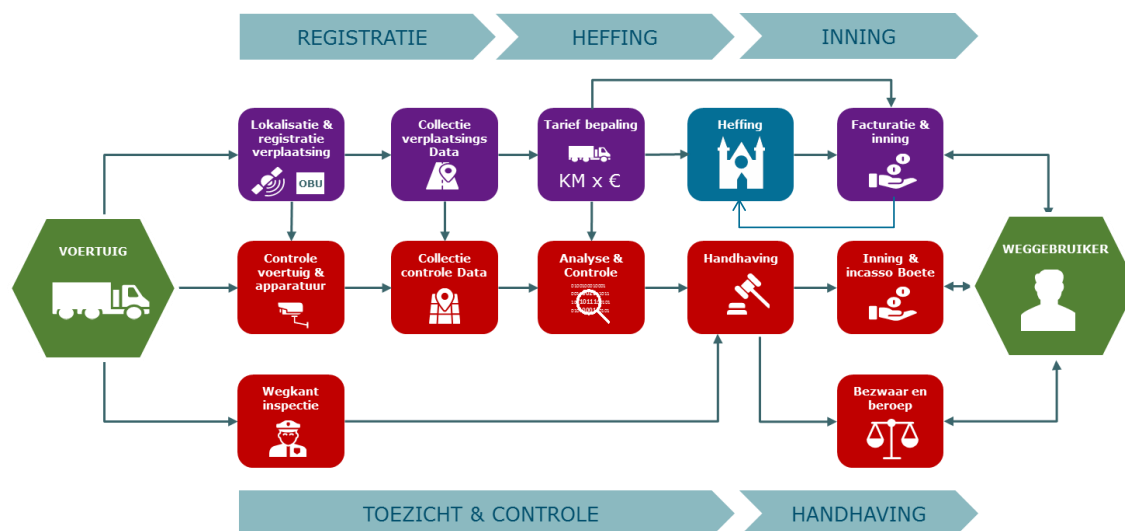 REGISTRATIE
HEFFING
INNING
Lokalisatie &
registratie
verplaatsing
OBU
Collectie
verplaatsings
Data
Tarief bepaling
KM x €
Heffing
Facturatie &
inning
VOERTUIG
WEGGEBRUIKER
Controle
voertuig &
apparatuur
Collectie
controle Data
Analyse &
Controle
Handhaving
Inning &
incasso Boete
Wegkant
inspectie
Bezwaar en
beroep
TOEZICHT & CONTROLE
HANDHAVING